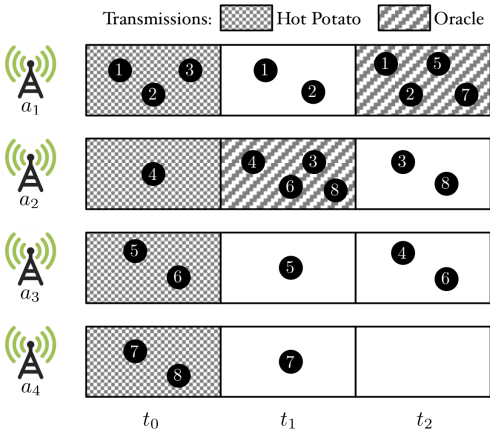 Transmissions: Hot Potato Oracle
1 3 1 1 5
2 2 2 7
a₁
4 4 3 3
6 8 8
a₂
5 5 4
6 6
a₃
7 7
8
a₄
t₀ t₁ t₂